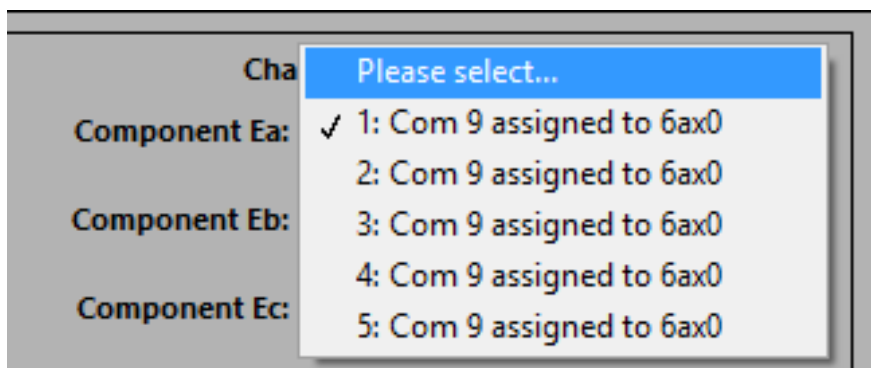 Cha
Please select...
Component Ea:
✓ 1: Com 9 assigned to 6ax0
2: Com 9 assigned to 6ax0
Component Eb:
3: Com 9 assigned to 6ax0
4: Com 9 assigned to 6ax0
Component Ec:
5: Com 9 assigned to 6ax0